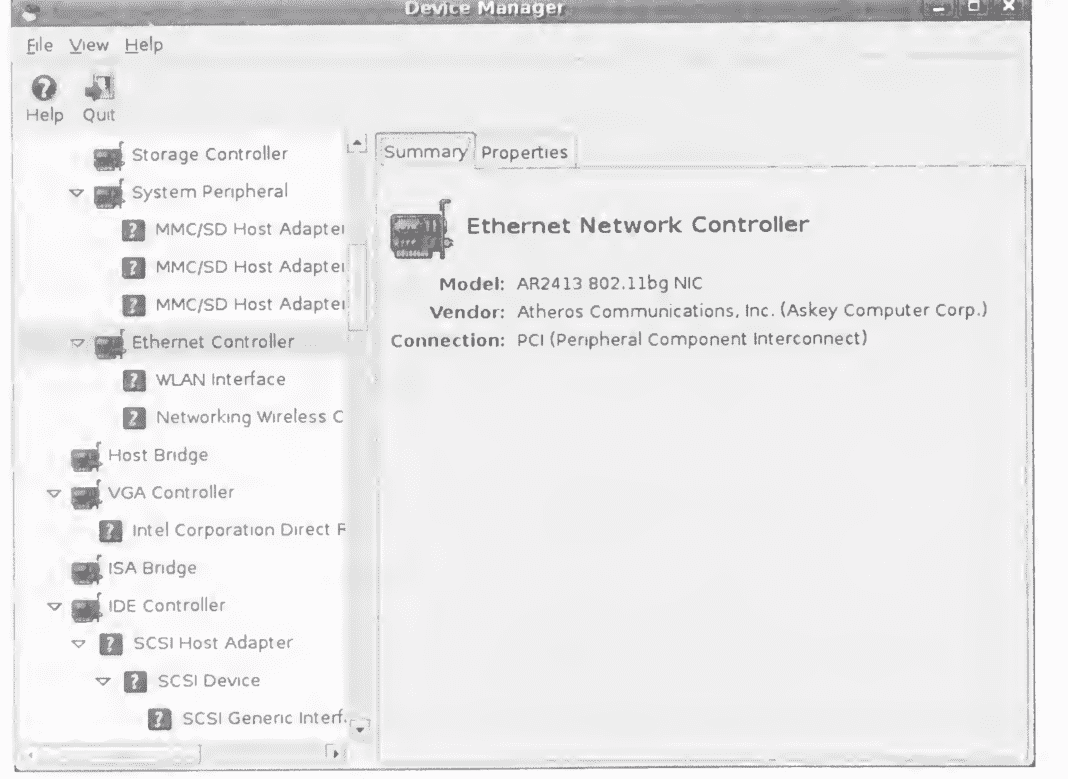 Device Manager
File View Help
Help Quit
Storage Controller
System Peripheral
MMC/SD Host Adapter
MMC/SD Host Adapter
MMC/SD Host Adapter
Ethernet Controller
WLAN Interface
Networking Wireless C
Host Bridge
VGA Controller
Intel Corporation Direct R
ISA Bridge
IDE Controller
SCSI Host Adapter
SCSI Device
SCSI Generic Interf
Summary Properties
Ethernet Network Controller
Model: AR2413 802.11bg NIC
Vendor: Atheros Communications, Inc. (Askey Computer Corp.)
Connection: PCI (Peripheral Component Interconnect)